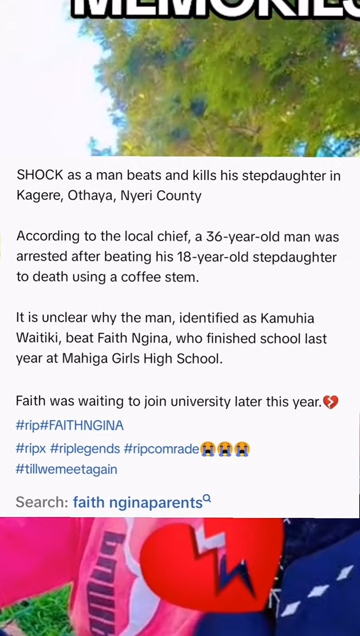 MEMORIES
SHOCK as a man beats and kills his stepdaughter in
Kagere, Othaya, Nyeri County
According to the local chief, a 36-year-old man was
arrested after beating his 18-year-old stepdaughter
to death using a coffee stem.
It is unclear why the man, identified as Kamuhia
Waitiki, beat Faith Ngina, who finished school last
year at Mahiga Girls High School.
Faith was waiting to join university later this year.💔
#rip#FAITHNGINA
#ripx #riplegends #ripcomrade😭😭😭
#tillwemeetagain
Search: faith nginaparents